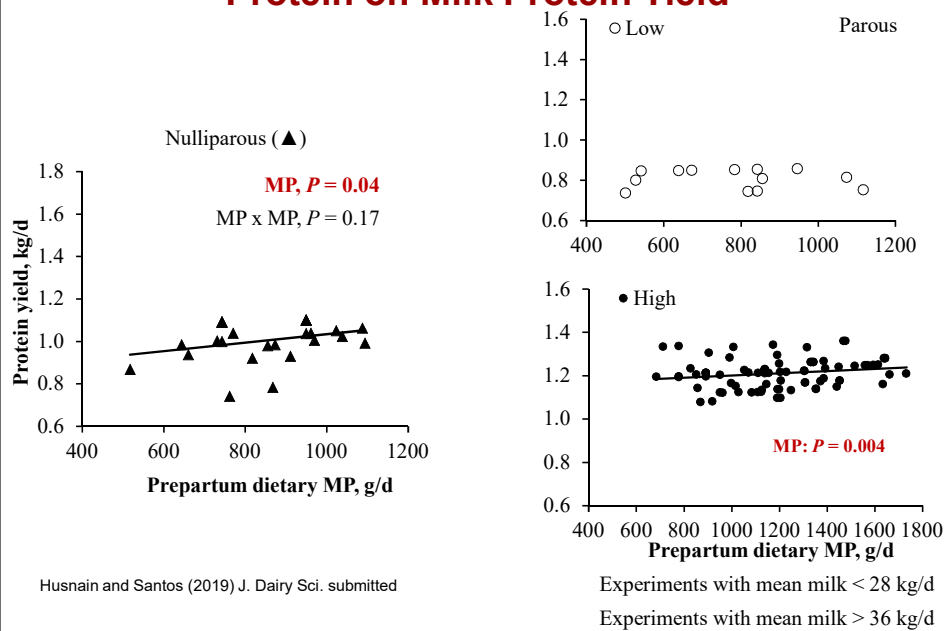 Protein on Milk Protein Yield
Nulliparous (▲)
MP, P = 0.04
MP x MP, P = 0.17
Protein yield, kg/d
1.8
1.6
1.4
1.2
1.0
0.8
0.6
400 600 800 1000 1200
Prepartum dietary MP, g/d
○ Low
Parous
1.6
1.4
1.2
1.0
0.8
0.6
400 600 800 1000 1200
● High
1.6
1.4
1.2
1.0
0.8
0.6
MP: P = 0.004
400 600 800 1000 1200 1400 1600 1800
Prepartum dietary MP, g/d
Husnain and Santos (2019) J. Dairy Sci. submitted
Experiments with mean milk < 28 kg/d
Experiments with mean milk > 36 kg/d